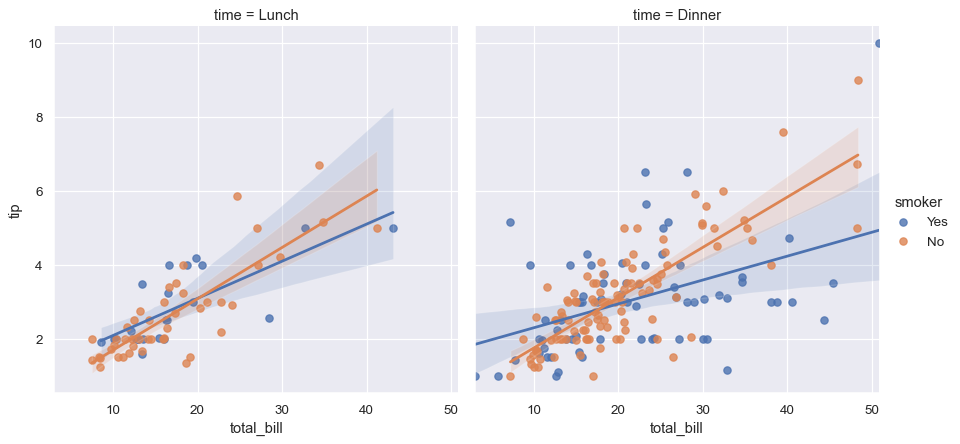 time = Lunch
time = Dinner
10
8
6
4
2
tip
10
20
30
40
50
10
20
30
40
50
total_bill
total_bill
smoker
Yes
No